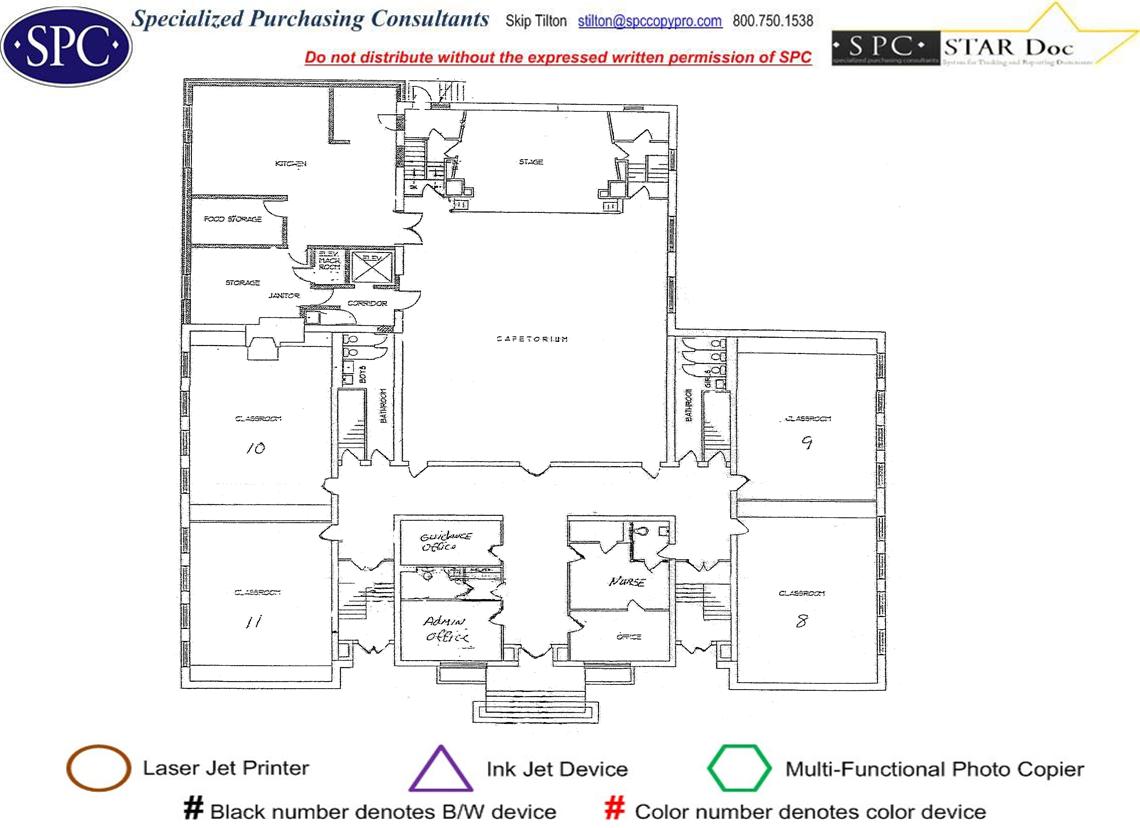 Specialized Purchasing Consultants Skip Tilton stilton@spccopypro.com 800.750.1538
·SPC·
·SPC· STAR Doc
specialized purchasing consultants System for Tracking and Reporting Documents
Do not distribute without the expressed written permission of SPC
KITCHEN
STAGE
FOOD STORAGE
ELEV.
MACH.
ROOM
ELEV.
STORAGE
JANITOR
CORRIDOR
CAFETORIUM
BOYS
BATHROOM
GIRLS
BATHROOM
CLASSROOM
10
CLASSROOM
9
GUIDANCE
OFFICE
NURSE
CLASSROOM
11
ADMIN
OFFICE
OFFICE
CLASSROOM
8
Laser Jet Printer
Ink Jet Device
Multi-Functional Photo Copier
# Black number denotes B/W device
# Color number denotes color device